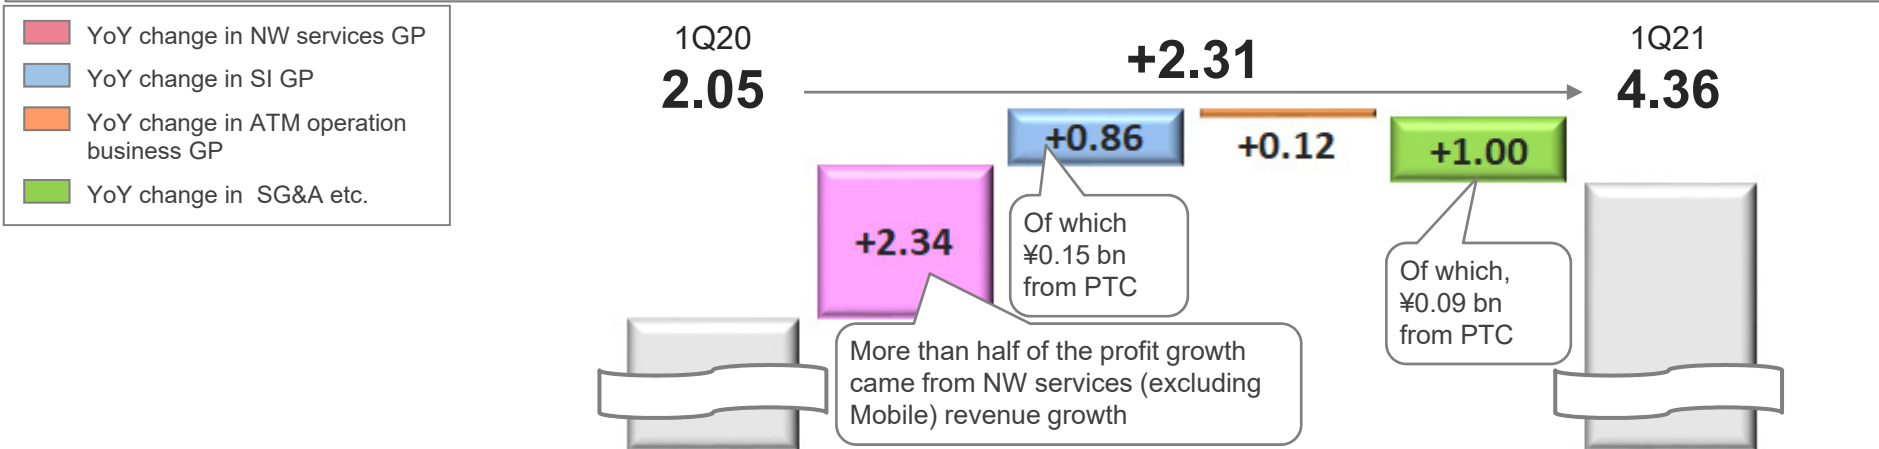 YoY change in NW services GP
YoY change in SI GP
YoY change in ATM operation
business GP
YoY change in SG&A etc.
1Q20
2.05
+2.31
1Q21
4.36
+2.34
+0.86
+0.12
+1.00
Of which
¥0.15 bn
from PTC
Of which,
¥0.09 bn
from PTC
More than half of the profit growth
came from NW services (excluding
Mobile) revenue growth